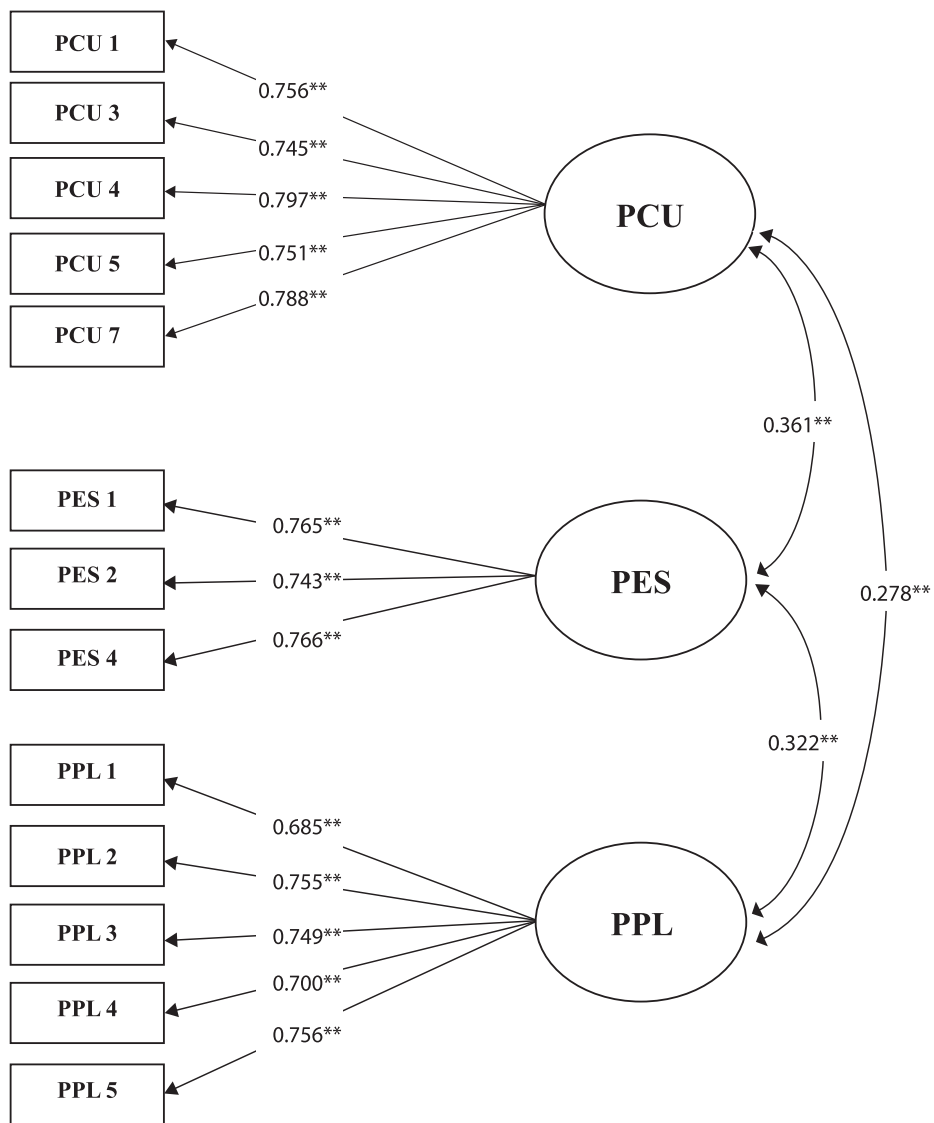 PCU 1
0.756**
PCU 3
0.745**
PCU 4
0.797**
PCU 5
0.751**
PCU 7
0.788**
PCU
0.361**
0.278**
PES 1
0.765**
PES 2
0.743**
PES 4
0.766**
PES
0.322**
PPL 1
0.685**
PPL 2
0.755**
PPL 3
0.749**
PPL 4
0.700**
PPL 5
0.756**
PPL